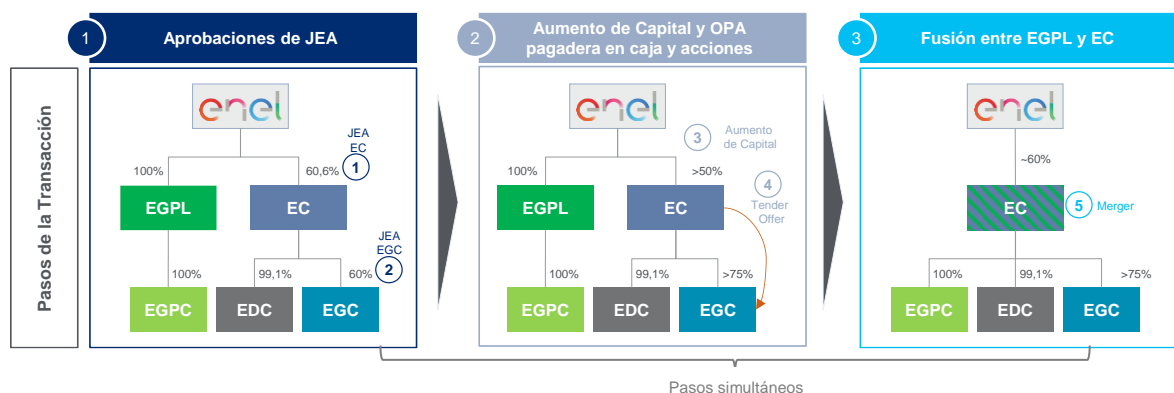 Pasos de la Transacción
1
Aprobaciones de JEA
enel
JEA
EC
1
100%
60,6%
EGPL
EC
JEA
EGC
2
100%
99,1%
60%
EGPC
EDC
EGC
2
Aumento de Capital y OPA
pagadera en caja y acciones
enel
3
Aumento
de Capital
100%
>50%
4
Tender
Offer
EGPL
EC
100%
99,1%
>75%
EGPC
EDC
EGC
3
Fusión entre EGPL y EC
enel
~60%
EC
5
Merger
100%
99,1%
>75%
EGPC
EDC
EGC
Pasos simultáneos